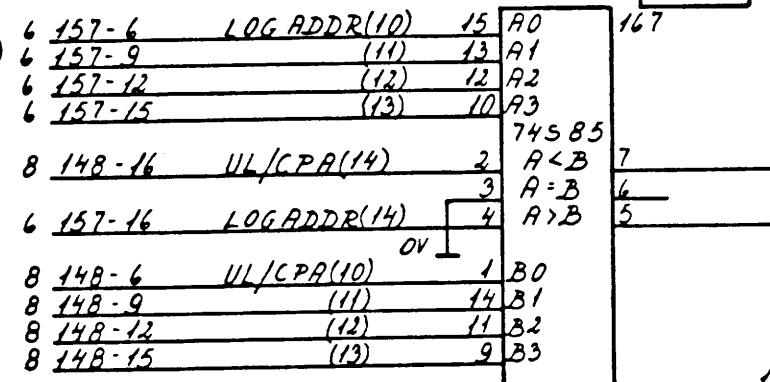 6 157-6 LOG ADDR(10) 15 A0 167
6 157-9 (11) 13 A1
6 157-12 (12) 12 A2
6 157-15 (13) 10 A3
74S85
8 148-16 UL/CPA(14) 2 A<B 7
3 A=B 6
6 157-16 LOG ADDR(14) 4 A>B 5
0V
8 148-6 UL/CPA(10) 1 B0
8 148-9 (11) 14 B1
8 148-12 (12) 11 B2
8 148-15 (13) 9 B3